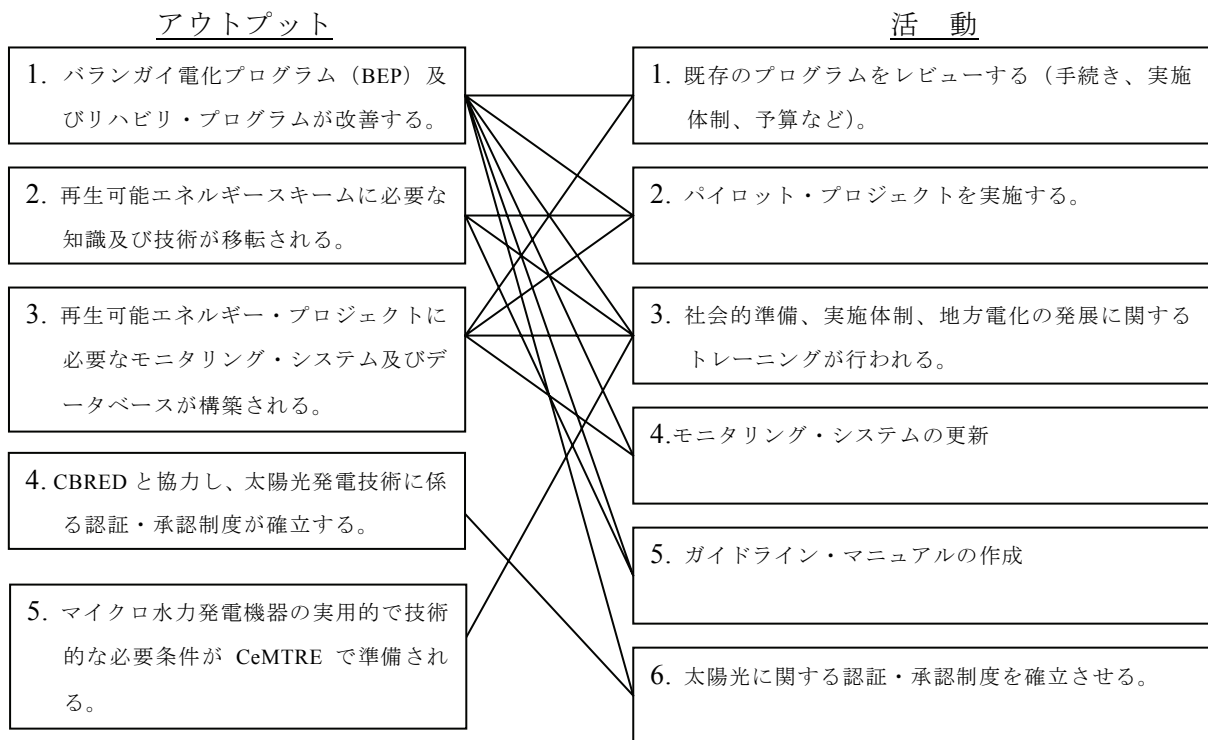 アウトプット
1. バランガイ電化プログラム（BEP）及
びリハビリ・プログラムが改善する。
2. 再生可能エネルギースキームに必要な
知識及び技術が移転される。
3. 再生可能エネルギー・プロジェクトに
必要なモニタリング・システム及びデ
ータベースが構築される。
4. CBRED と協力し、太陽光発電技術に係
る認証・承認制度が確立する。
5. マイクロ水力発電機器の実用的で技術
的な必要条件が CeMTRE で準備され
る。
活　動
1. 既存のプログラムをレビューする（手続き、実施
体制、予算など）。
2. パイロット・プロジェクトを実施する。
3. 社会的準備、実施体制、地方電化の発展に関する
トレーニングが行われる。
4.モニタリング・システムの更新
5. ガイドライン・マニュアルの作成
6. 太陽光に関する認証・承認制度を確立させる。